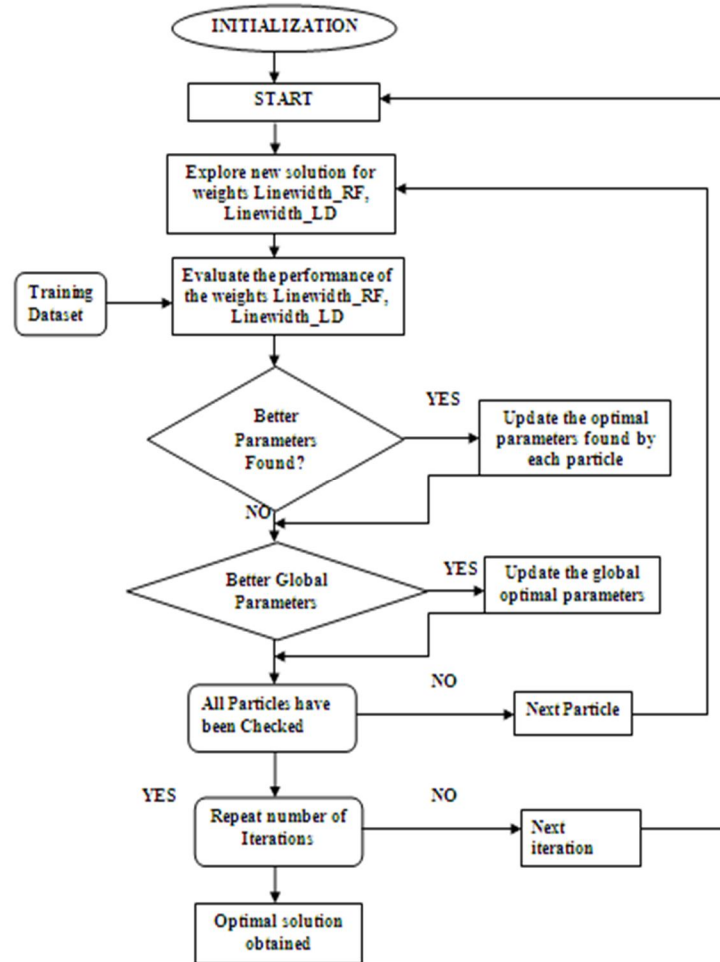 INITIALIZATION
START
Explore new solution for
weights Linewidth_RF,
Linewidth_LD
Training
Dataset
Evaluate the performance of
the weights Linewidth_RF,
Linewidth_LD
Better
Parameters
Found?
YES
Update the optimal
parameters found by
each particle
NO
Better Global
Parameters
YES
Update the global
optimal parameters
All Particles have
been Checked
NO
Next Particle
YES
Repeat number of
Iterations
NO
Next
iteration
Optimal solution
obtained